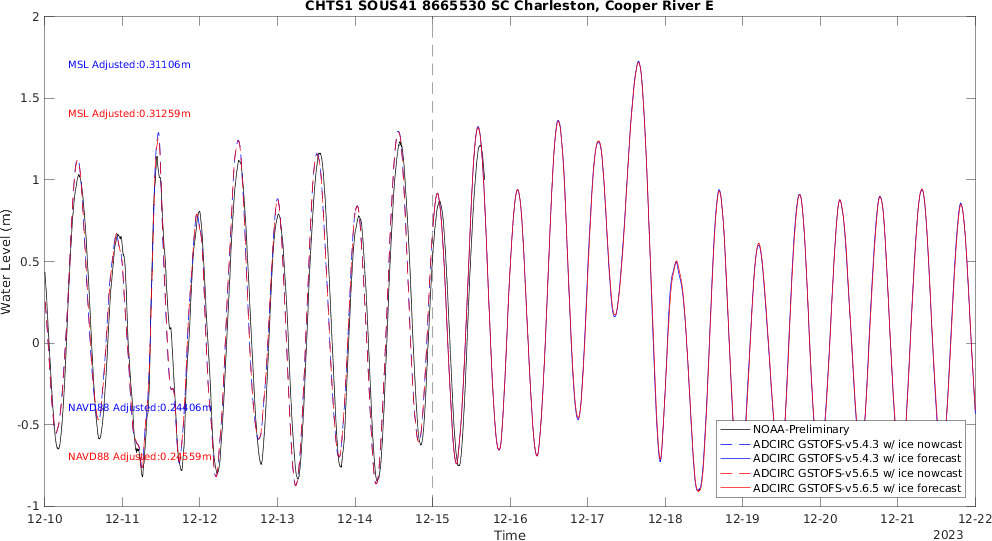 CHTS1 SOUS41 8665530 SC Charleston, Cooper River E
2
1.5
1
0.5
0
-0.5
-1
Water Level (m)
MSL Adjusted:0.31106m
MSL Adjusted:0.31259m
NAVD88 Adjusted:0.24406m
NAVD88 Adjusted:0.24559m
NOAA-Preliminary
ADCIRC GSTOFS-v5.4.3 w/ ice nowcast
ADCIRC GSTOFS-v5.4.3 w/ ice forecast
ADCIRC GSTOFS-v5.6.5 w/ ice nowcast
ADCIRC GSTOFS-v5.6.5 w/ ice forecast
12-10 12-11 12-12 12-13 12-14 12-15 12-16 12-17 12-18 12-19 12-20 12-21 12-22
Time
2023